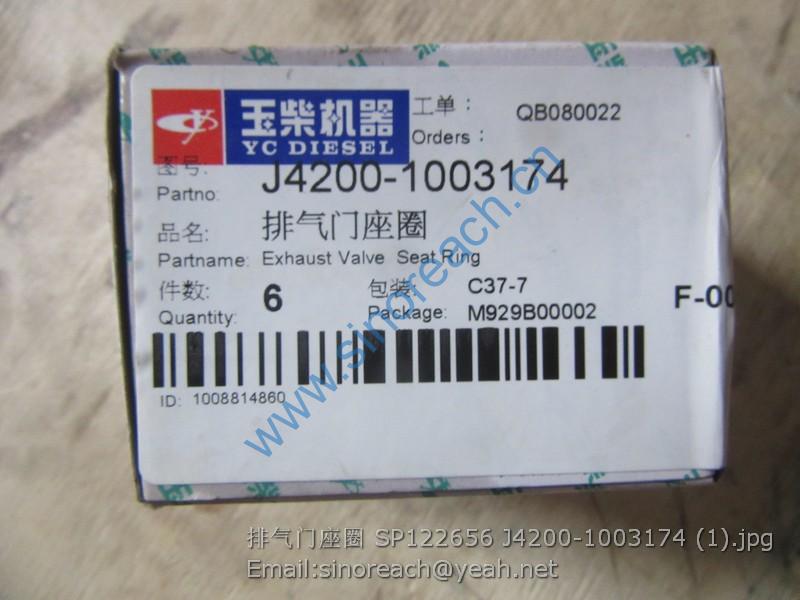 玉柴机器
YC DIESEL
工单： QB080022
Orders：
图号:
Partno: J4200-1003174
品名: 排气门座圈
Partname: Exhaust Valve Seat Ring
件数: 6 包装: C37-7
Quantity: Package: M929B00002 F-00
ID: 1008814860
www.sinoreach.cn
排气门座圈 SP122656 J4200-1003174 (1).jpg
Email:sinoreach@yeah.net